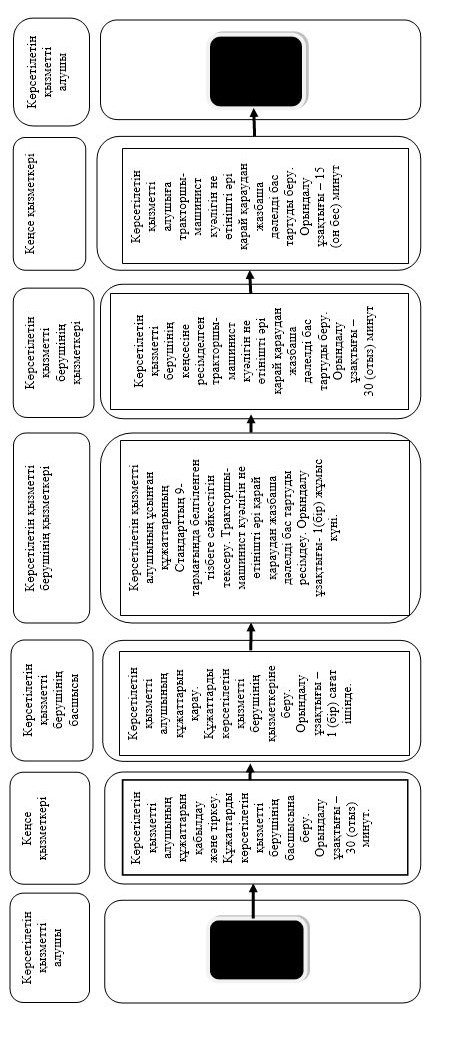 Көрсетілетін
қызметті
алушы
Кеңсе
қызметкері
Көрсетілетін
қызметті
берушінің
басшысы
Көрсетілетін қызметті
берушінің қызметкері
Көрсетілетін
қызметті
берушінің
қызметкері
Кеңсе қызметкері
Көрсетілетін
қызметті
алушы
Көрсетілетін
қызметті
алушының
құжаттарын
қабылдау
және тіркеу.
Құжаттарды
көрсетілетін
қызметті
берушінің
басшысына
беру.
Орындалу
ұзақтығы –
30 (отыз)
минут.
Көрсетілетін
қызметті
алушының
құжаттарын
қарау.
Құжаттарды
көрсетілетін
қызметті
берушінің
қызметкеріне
беру.
Орындалу
ұзақтығы –
1 (бір) сағат
ішінде.
Көрсетілетін қызметті
алушының ұсынған
құжаттарының
Стандарттың 9-
тармағында белгіленген
тізбеге сәйкестігін
тексеру. Тракторшы-
машинист куәлігін не
өтінішті әрі қарай
қараудан жазбаша
дәлелді бас тартуды
ресімдеу. Орындалу
ұзақтығы- 1(бір) жұмыс
күні.
Көрсетілетін
қызметті
берушінің
кеңсесіне
ресімделген
тракторшы-
машинист
куәлігін не
өтінішті әрі
қарай қараудан
жазбаша
дәлелді бас
тартуды беру.
Орындалу
ұзақтығы –
30 (отыз) минут
Көрсетілетін
қызметті
алушыға
тракторшы-
машинист
куәлігін не
өтінішті әрі
қарай қараудан
жазбаша
дәлелді бас
тартуды беру.
Орындалу
ұзақтығы – 15
(он бес) минут